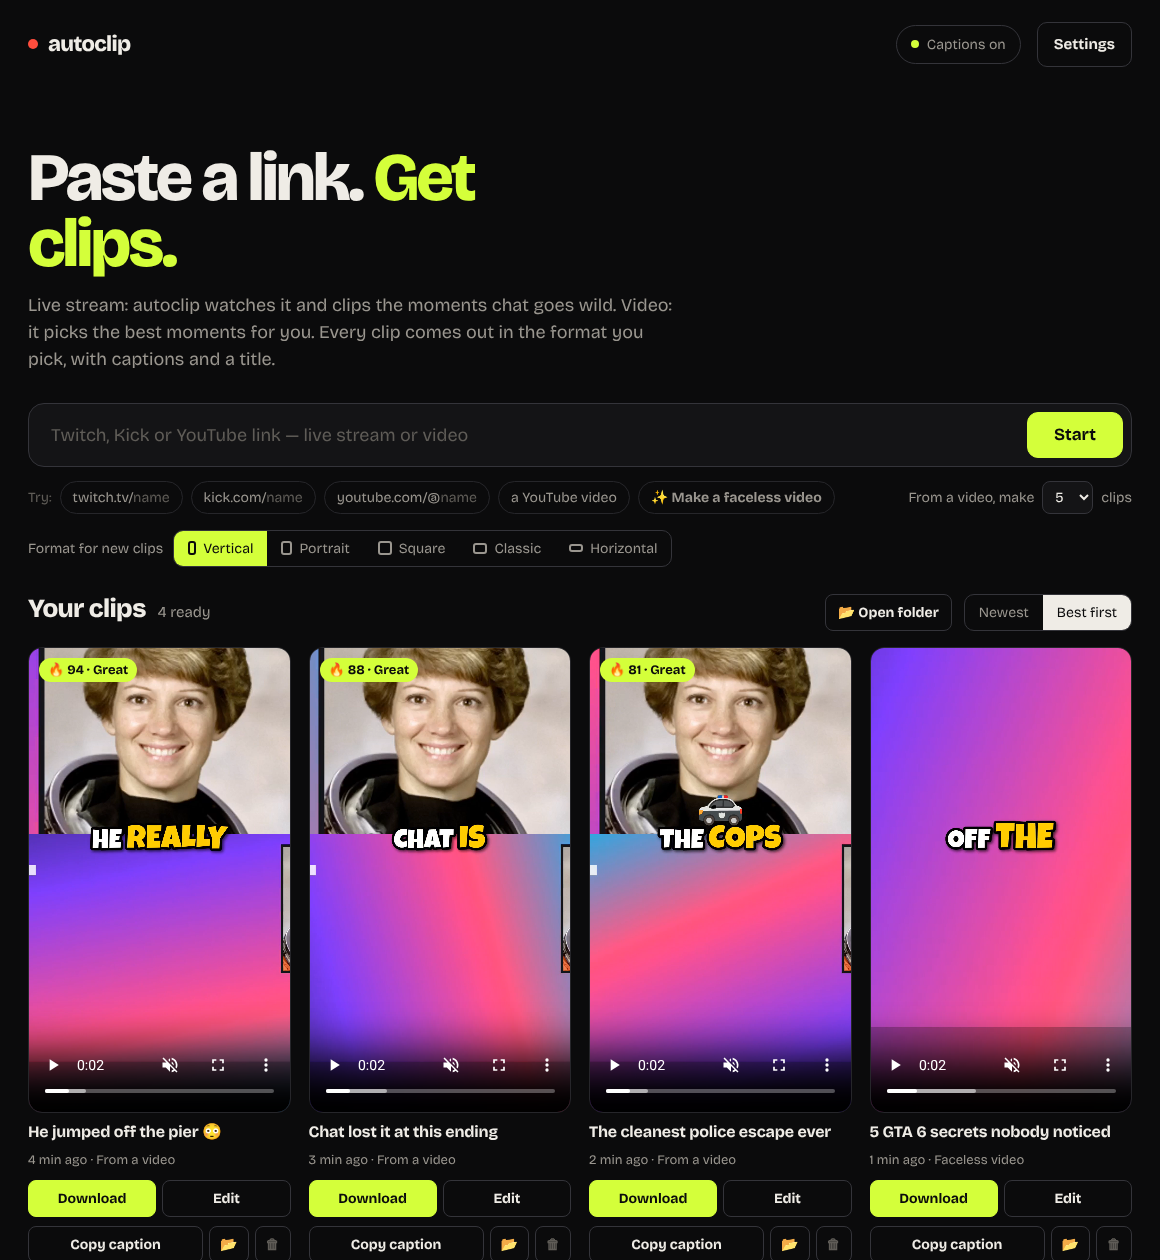 autoclip
Captions on
Settings
Paste a link. Get
clips.
Live stream: autoclip watches it and clips the moments chat goes wild. Video:
it picks the best moments for you. Every clip comes out in the format you
pick, with captions and a title.
Twitch, Kick or YouTube link — live stream or video
Start
Try: twitch.tv/name kick.com/name youtube.com/@name a YouTube video ✨ Make a faceless video
From a video, make 5 clips
Format for new clips Vertical Portrait Square Classic Horizontal
Your clips 4 ready
📂 Open folder Newest Best first
🔥 94 · Great
HE REALLY
0:02
He jumped off the pier 😳
4 min ago · From a video
Download Edit
Copy caption
🔥 88 · Great
CHAT IS
0:02
Chat lost it at this ending
3 min ago · From a video
Download Edit
Copy caption
🔥 81 · Great
THE COPS
0:02
The cleanest police escape ever
2 min ago · From a video
Download Edit
Copy caption
OFF THE
0:02
5 GTA 6 secrets nobody noticed
1 min ago · Faceless video
Download Edit
Copy caption